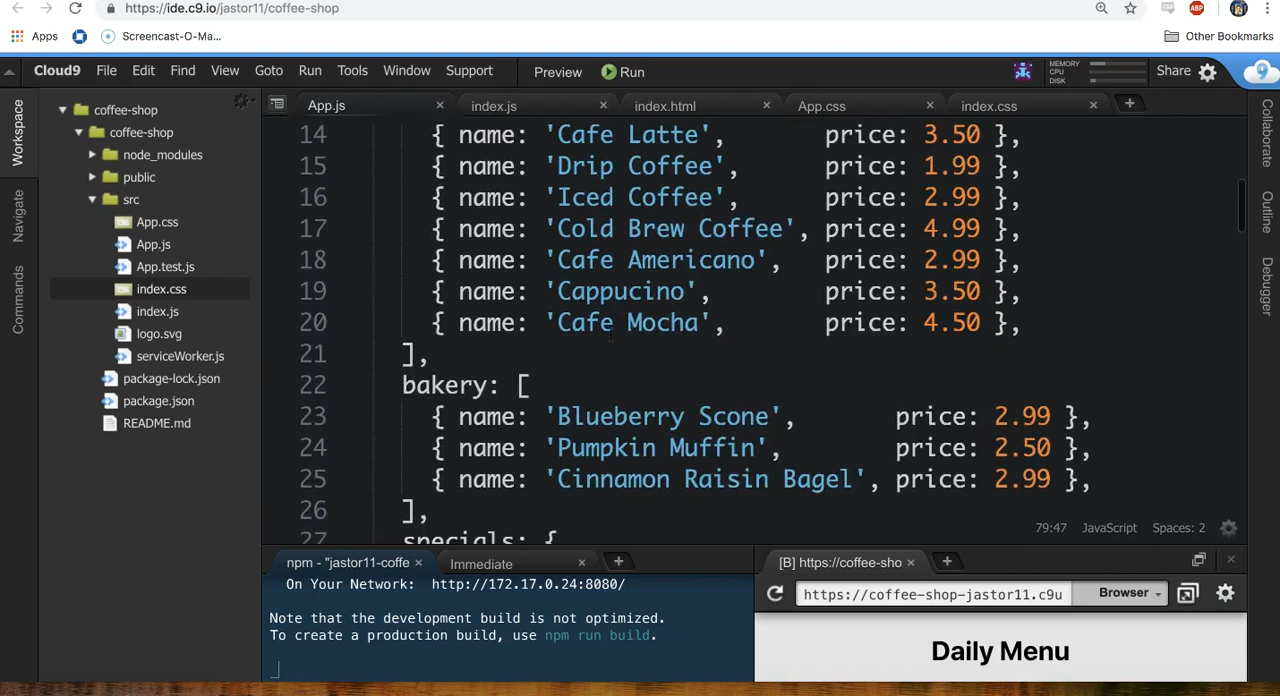 https://ide.c9.io/jastor11/coffee-shop
ABP
Apps
Screencast-O-Ma...
Other Bookmarks
Cloud9 File Edit Find View Goto Run Tools Window Support Preview Run
MEMORY
CPU
DISK
Share
9
Workspace
Navigate
Commands
coffee-shop
coffee-shop
node_modules
public
src
App.css
App.js
App.test.js
index.css
index.js
logo.svg
serviceWorker.js
package-lock.json
package.json
README.md
App.js × index.js × index.html × App.css × index.css ×
14 { name: 'Cafe Latte', price: 3.50 },
15 { name: 'Drip Coffee', price: 1.99 },
16 { name: 'Iced Coffee', price: 2.99 },
17 { name: 'Cold Brew Coffee', price: 4.99 },
18 { name: 'Cafe Americano', price: 2.99 },
19 { name: 'Cappucino', price: 3.50 },
20 { name: 'Cafe Mocha', price: 4.50 },
21 ],
22 bakery: [
23 { name: 'Blueberry Scone', price: 2.99 },
24 { name: 'Pumpkin Muffin', price: 2.50 },
25 { name: 'Cinnamon Raisin Bagel', price: 2.99 },
26 ],
27 specials: {
79:47 JavaScript Spaces: 2
Collaborate
Outline
Debugger
npm - "jastor11-coffe × Immediate ×
On Your Network: http://172.17.0.24:8080/
Note that the development build is not optimized.
To create a production build, use npm run build.
[B] https://coffee-sho ×
https://coffee-shop-jastor11.c9u Browser
Daily Menu